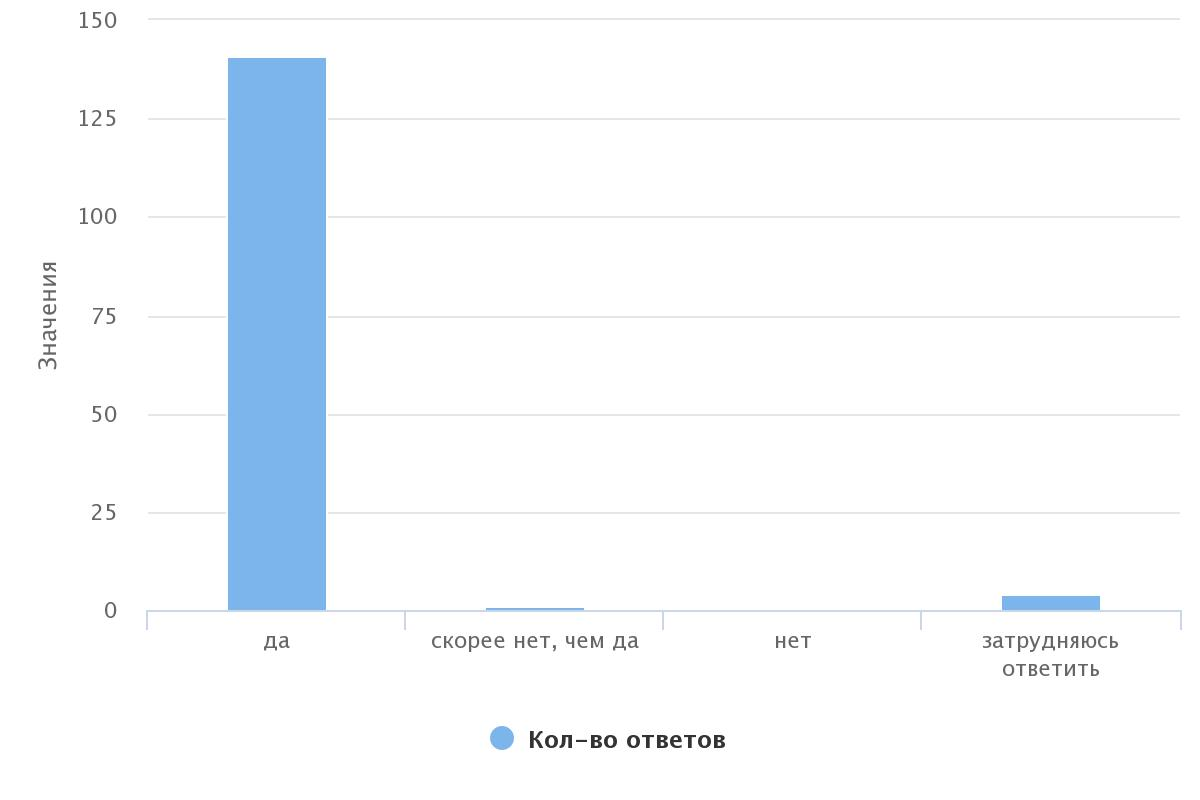 150
125
100
75
50
25
0
Значения
да
скорее нет, чем да
нет
затрудняюсь
ответить
Кол-во ответов